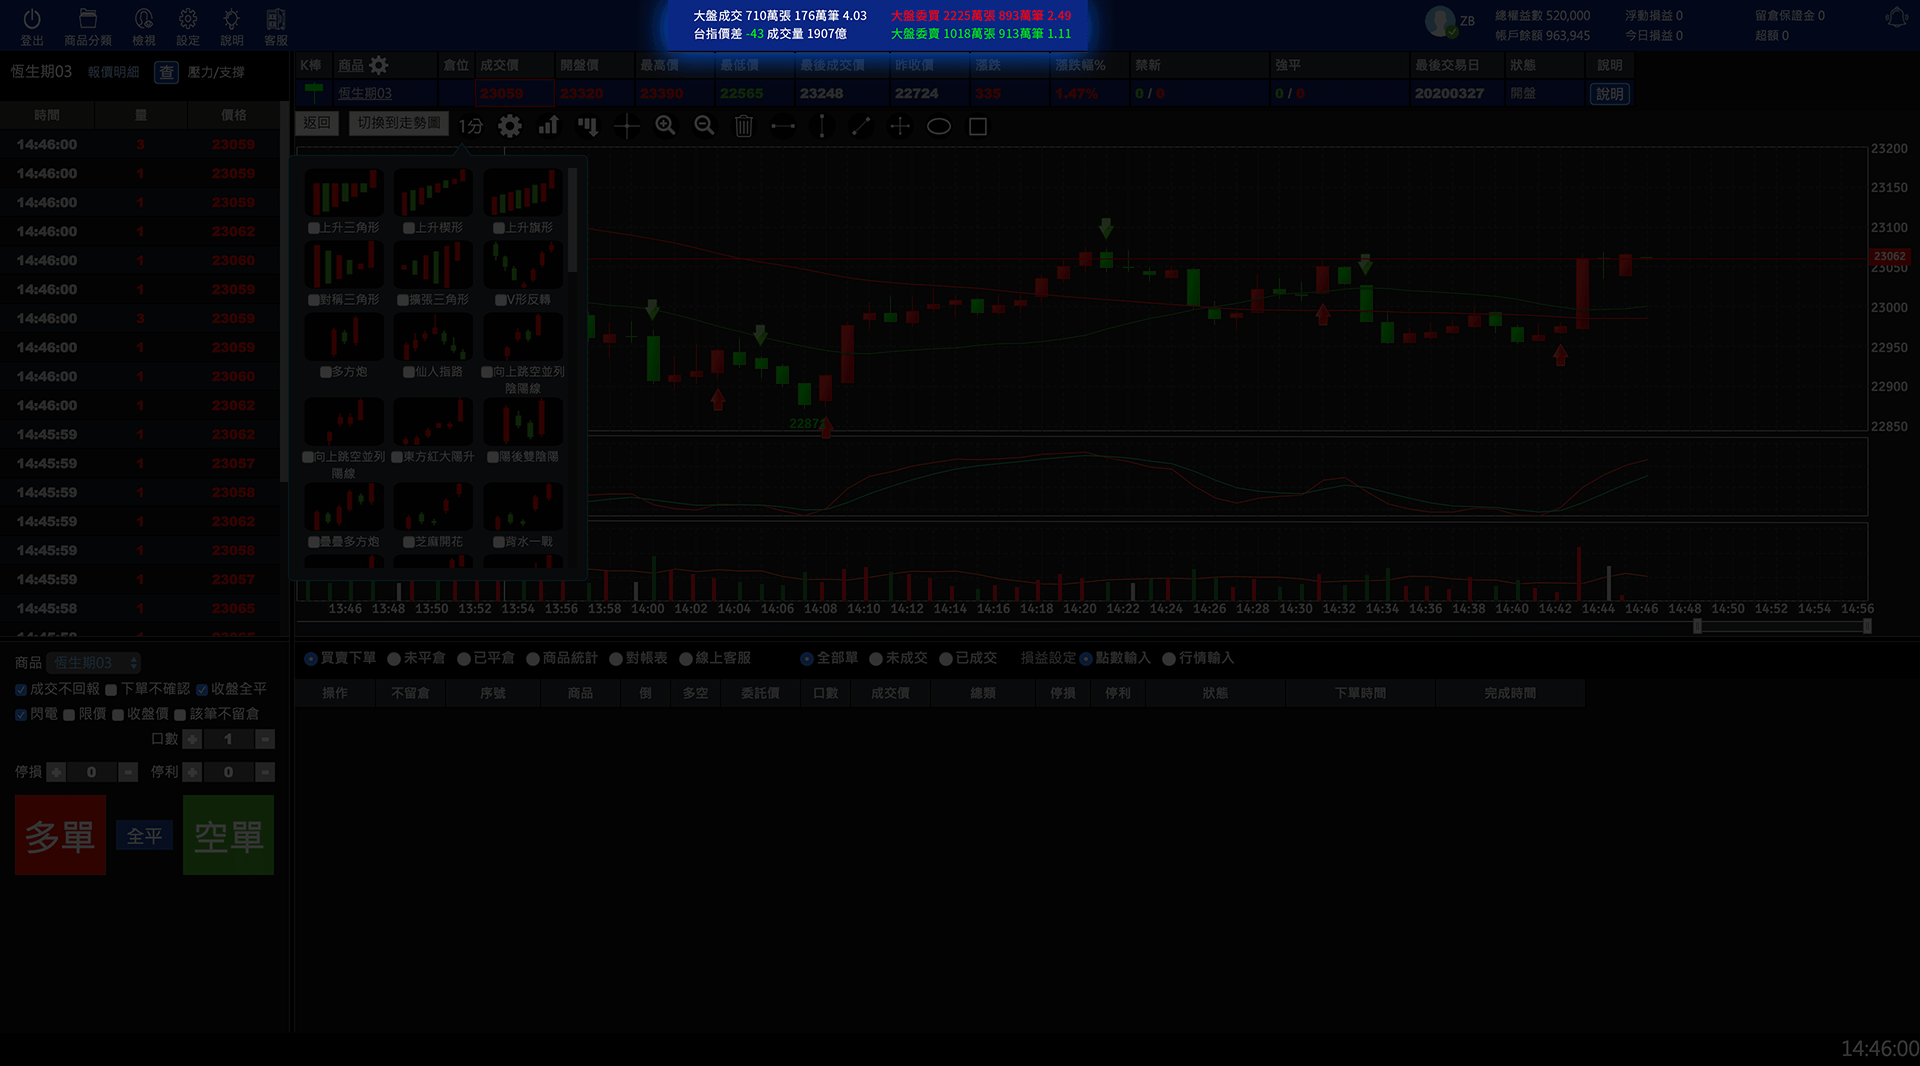 登出 商品分類 檢視 設定 說明 客服
大盤成交 710萬張 176萬筆 4.03 大盤委買 2225萬張 893萬筆 2.49
台指價差 -43 成交量 1907億 大盤委賣 1018萬張 913萬筆 1.11
ZB 總權益數 520,000 浮動損益 0 留倉保證金 0
帳戶餘額 963,945 今日損益 0 超額 0
恆生期03 報價明細 查 壓力/支撐
時間 量 價格
14:46:00 3 23059
14:46:00 1 23059
14:46:00 1 23059
14:46:00 1 23062
14:46:00 1 23060
14:46:00 1 23059
14:46:00 3 23059
14:46:00 1 23059
14:46:00 1 23060
14:46:00 1 23062
14:45:59 1 23062
14:45:59 1 23057
14:45:59 1 23058
14:45:59 1 23062
14:45:59 1 23058
14:45:59 1 23057
14:45:58 1 23065
K棒 商品 倉位 成交價 開盤價 最高價 最低價 最後成交價 昨收價 漲跌 漲跌幅% 禁新 強平 最後交易日 狀態 說明
恆生期03 23059 23320 23390 22565 23248 22724 335 1.47% 0 / 0 0 / 0 20200327 開盤 說明
返回 切換到走勢圖 1分
上升三角形 上升楔形 上升旗形
對稱三角形 擴張三角形 V形反轉
多方炮 仙人指路 向上跳空並列
陰陽線
向上跳空並列 東方紅大陽升 陽後雙陰陽
陽線
疊疊多方炮 芝麻開花 背水一戰
23200
23150
23100
23062
23050
23000
22950
22900
22850
13:46 13:48 13:50 13:52 13:54 13:56 13:58 14:00 14:02 14:04 14:06 14:08 14:10 14:12 14:14 14:16 14:18 14:20 14:22 14:24 14:26 14:28 14:30 14:32 14:34 14:36 14:38 14:40 14:42 14:44 14:46 14:48 14:50 14:52 14:54 14:56
買賣下單 未平倉 已平倉 商品統計 對帳表 線上客服 全部單 未成交 已成交 損益設定 點數輸入 行情輸入
操作 不留倉 序號 商品 倒 多空 委託價 口數 成交價 總類 停損 停利 狀態 下單時間 完成時間
商品 恆生期03
成交不回報 下單不確認 收盤全平
閃電 限價 收盤價 該筆不留倉
口數 + 1 -
停損 + 0 - 停利 + 0 -
多單 全平 空單
14:46:00